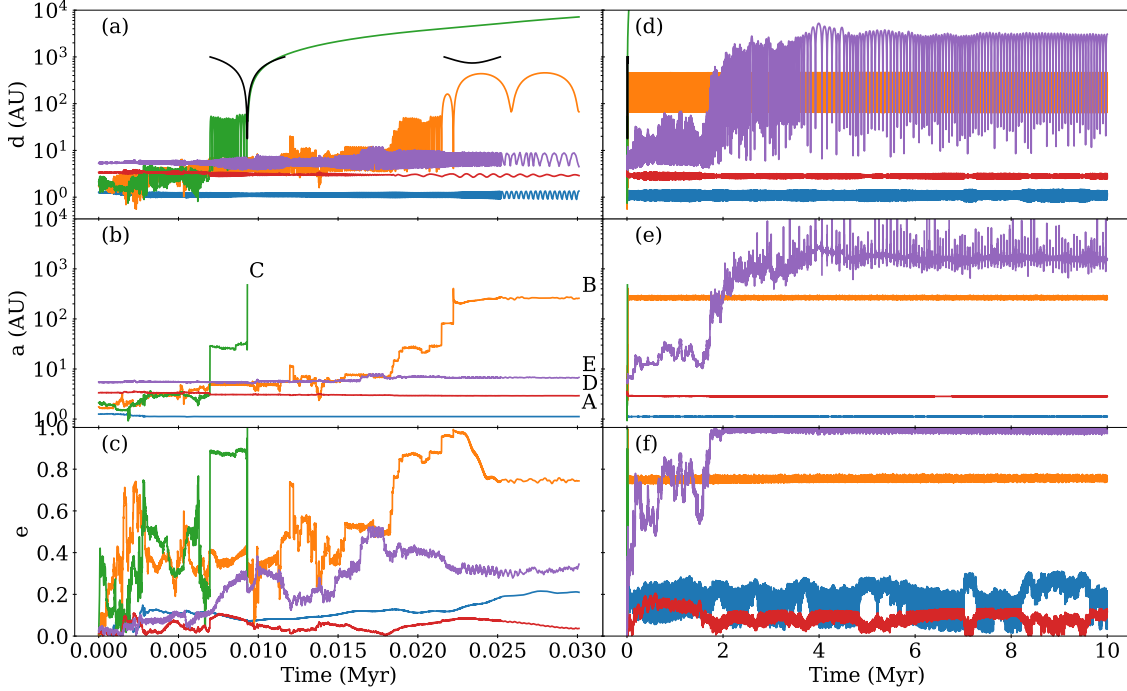 (a)
(d)
d (AU)
10⁴
10³
10²
10¹
10⁰
(b)
(e)
a (AU)
10⁴
10³
10²
10¹
10⁰
C
B
E
D
A
(c)
(f)
e
1.0
0.8
0.6
0.4
0.2
0.0
0.000 0.005 0.010 0.015 0.020 0.025 0.030
0 2 4 6 8 10
Time (Myr)
Time (Myr)